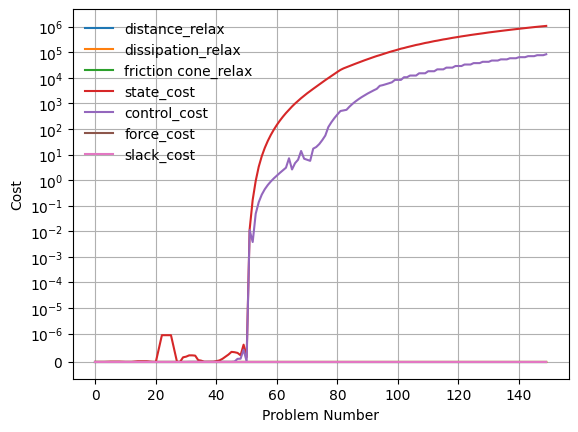 distance_relax
dissipation_relax
friction cone_relax
state_cost
control_cost
force_cost
slack_cost
10⁶
10⁵
10⁴
10³
10²
10¹
10⁰
10⁻¹
10⁻²
10⁻³
10⁻⁴
10⁻⁵
10⁻⁶
0
Cost
0 20 40 60 80 100 120 140
Problem Number